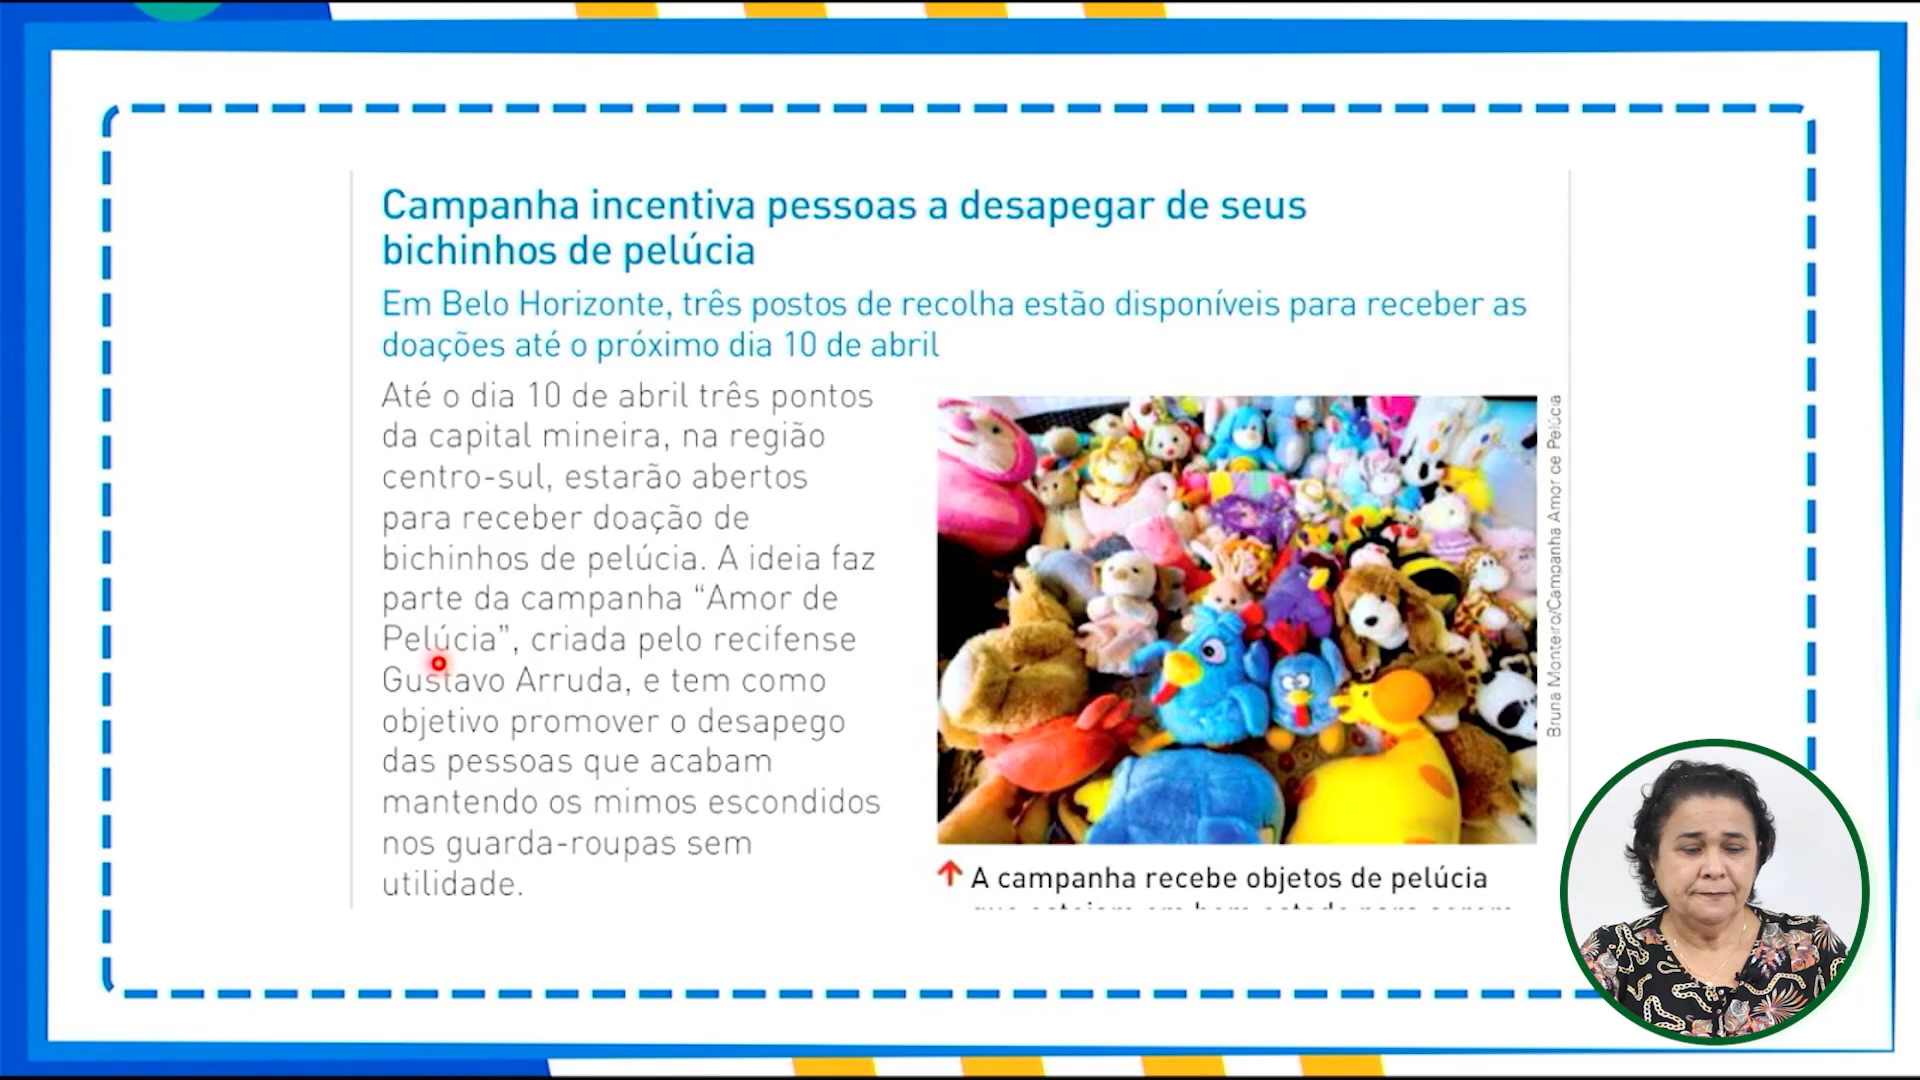 Campanha incentiva pessoas a desapegar de seus
bichinhos de pelúcia
Em Belo Horizonte, três postos de recolha estão disponíveis para receber as
doações até o próximo dia 10 de abril
Até o dia 10 de abril três pontos
da capital mineira, na região
centro-sul, estarão abertos
para receber doação de
bichinhos de pelúcia. A ideia faz
parte da campanha “Amor de
Pelúcia”, criada pelo recifense
Gustavo Arruda, e tem como
objetivo promover o desapego
das pessoas que acabam
mantendo os mimos escondidos
nos guarda-roupas sem
utilidade.
Bruna Monteiro/Campanha Amor de Pelúcia
A campanha recebe objetos de pelúcia